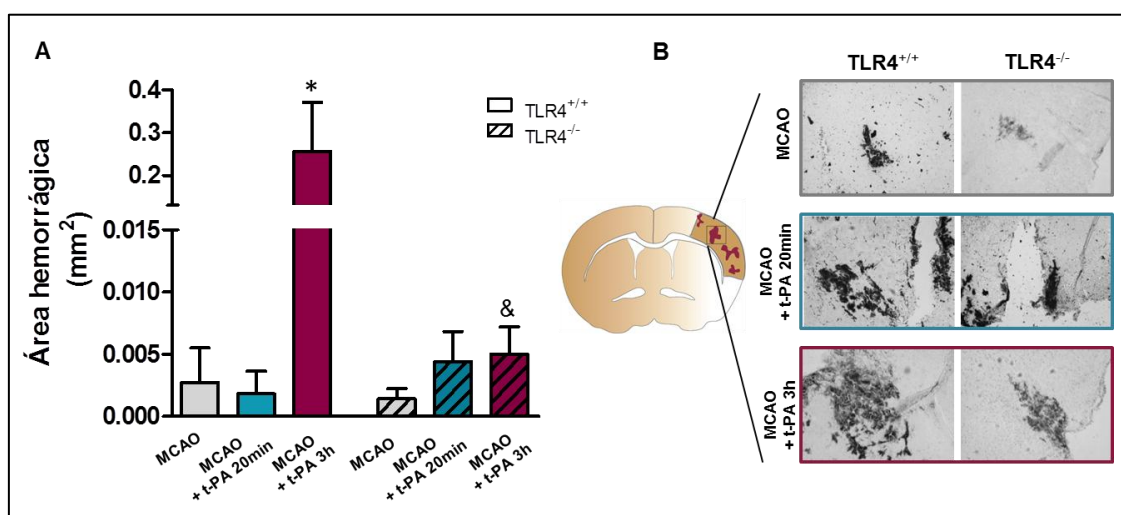 A
Área hemorrágica
(mm²)
0.4
0.3
0.2
0.015
0.010
0.005
0.000
*
&
MCAO
MCAO
+ t-PA 20min
MCAO
+ t-PA 3h
MCAO
MCAO
+ t-PA 20min
MCAO
+ t-PA 3h
TLR4⁺/⁺
TLR4⁻/⁻
B
TLR4⁺/⁺
TLR4⁻/⁻
MCAO
MCAO
+ t-PA 20min
MCAO
+ t-PA 3h